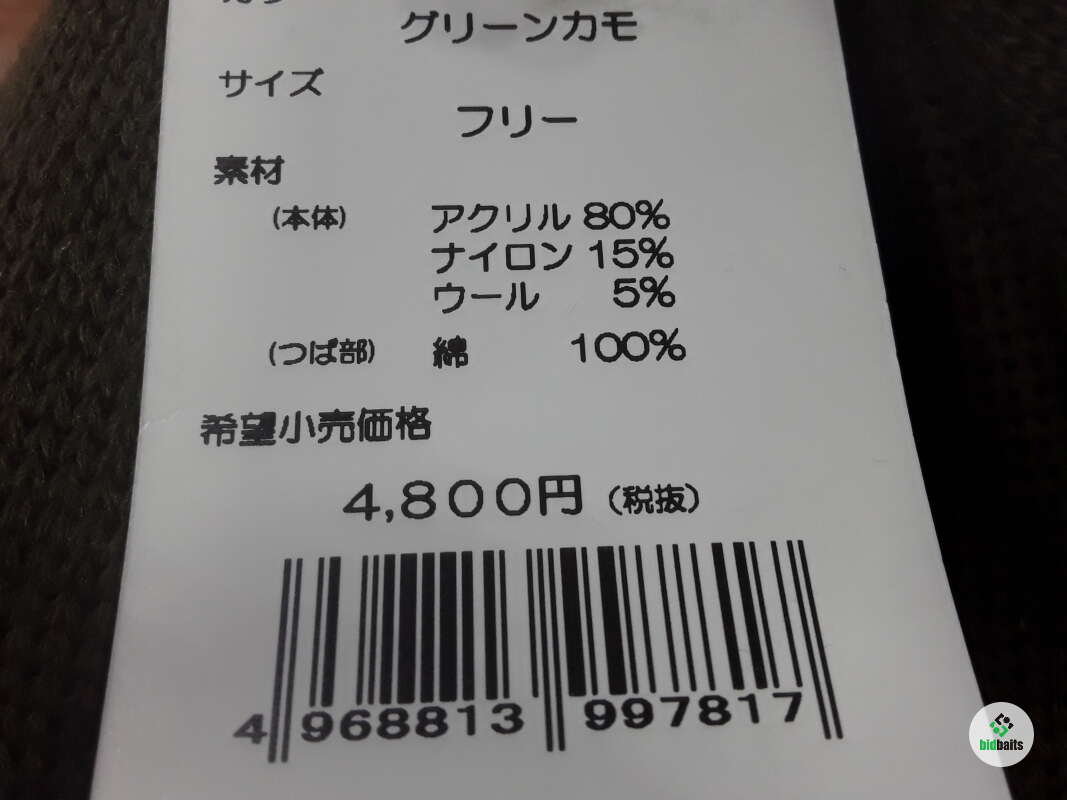 グリーンカモ
サイズ
フリー
素材
(本体) アクリル 80%
ナイロン 15%
ウール 5%
(つば部) 綿 100%
希望小売価格
4,800円 (税抜)
4 968813 997817
bidbaits